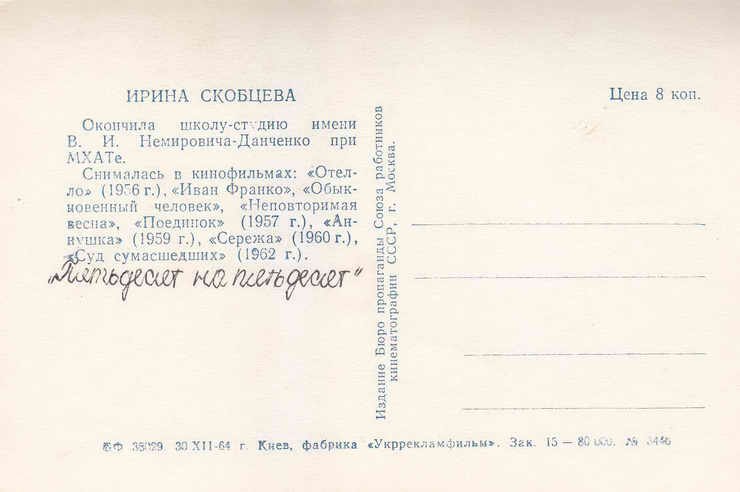 ИРИНА СКОБЦЕВА
Окончила школу-студию имени
В. И. Немировича-Данченко при
МХАТе.
Снималась в кинофильмах: «Отел-
ло» (1956 г.), «Иван Франко», «Обык-
новенный человек», «Неповторимая
весна», «Поединок» (1957 г.), «Ан-
нушка» (1959 г.), «Сережа» (1960 г.),
«Суд сумасшедших» (1962 г.).
„Пятьдесят на пятьдесят"
Цена 8 коп.
Издание Бюро пропаганды Союза работников
кинематографии СССР, г. Москва.
БФ 38029. 30 XII-64 г. Киев, фабрика «Укррекламфильм». Зак. 15 — 80 000. № 3446